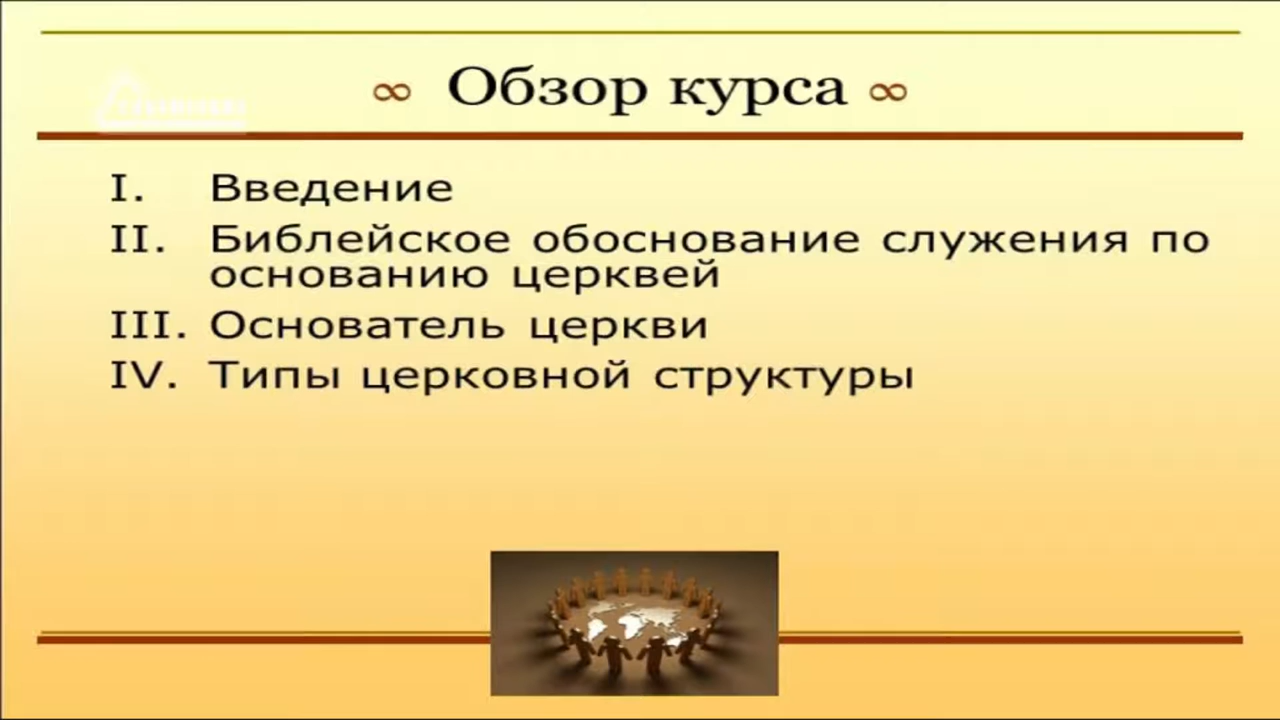 ∞ Обзор курса ∞
I. Введение
II. Библейское обоснование служения по
основанию церквей
III. Основатель церкви
IV. Типы церковной структуры